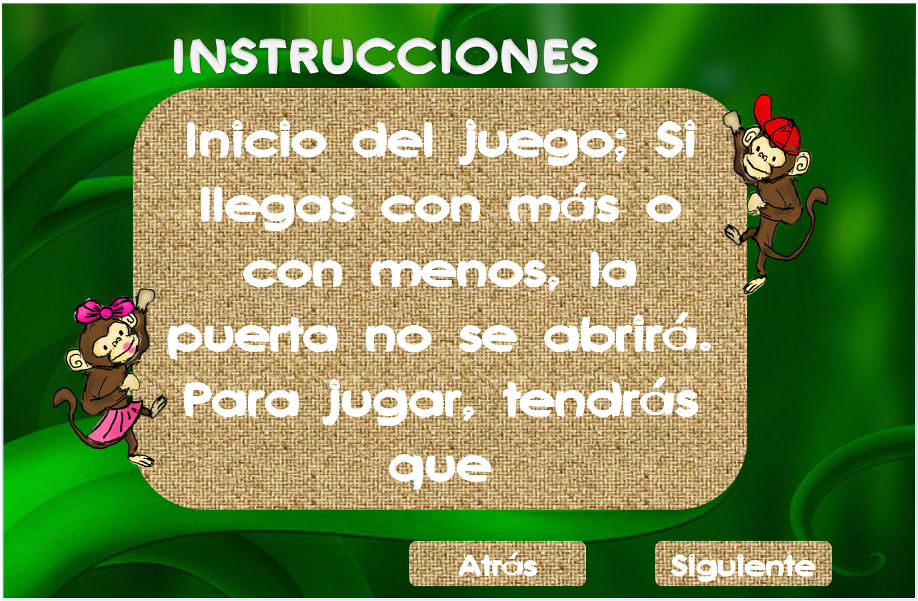 INSTRUCCIONES
Inicio del juego; Si
llegas con más o
con menos, la
puerta no se abrirá.
Para jugar, tendrás
que
Atrás
Siguiente